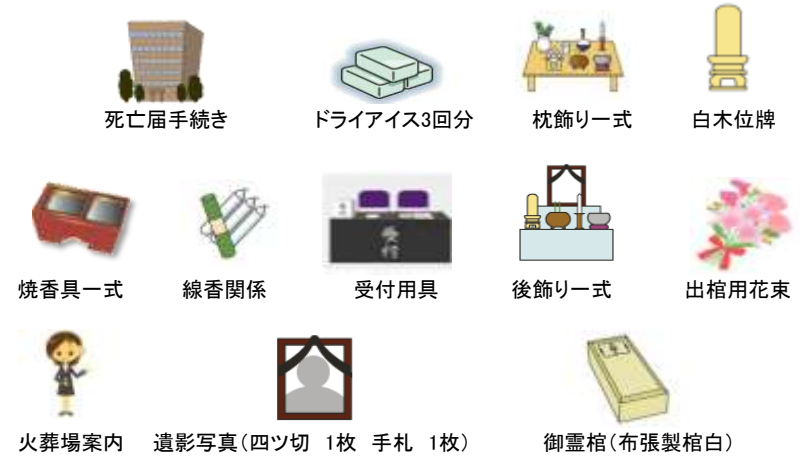 死亡届手続き ドライアイス3回分 枕飾り一式 白木位牌
受付
焼香具一式 線香関係 受付用具 後飾り一式 出棺用花束
火葬場案内 遺影写真(四ツ切 1枚 手札 1枚) 御霊棺(布張製棺白)